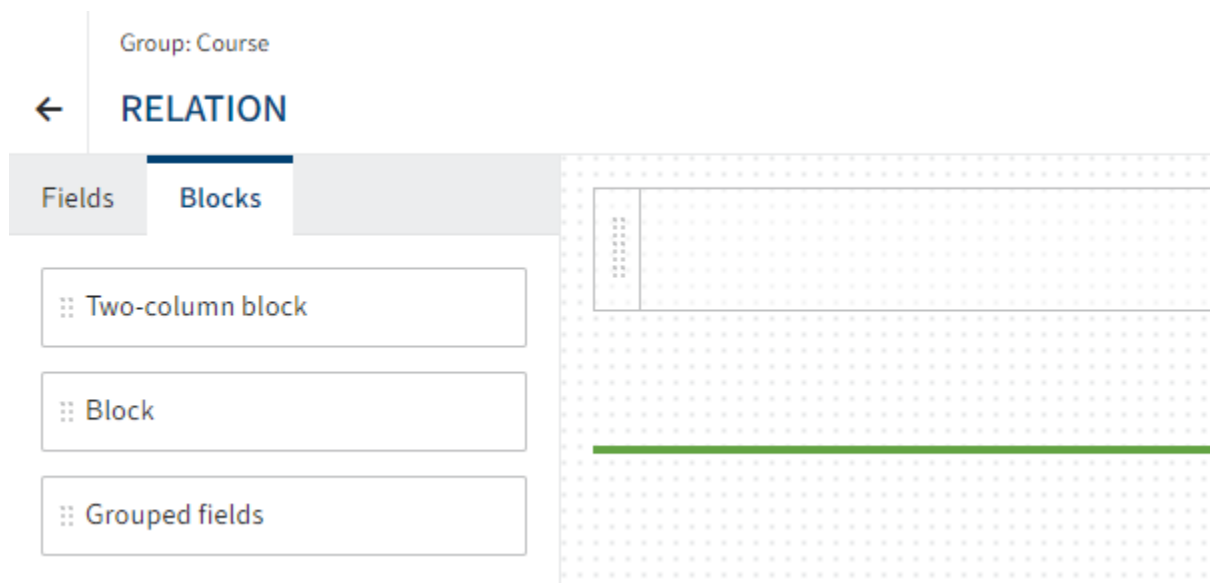 Group: Course
RELATION
Fields Blocks
Two-column block
Block
Grouped fields